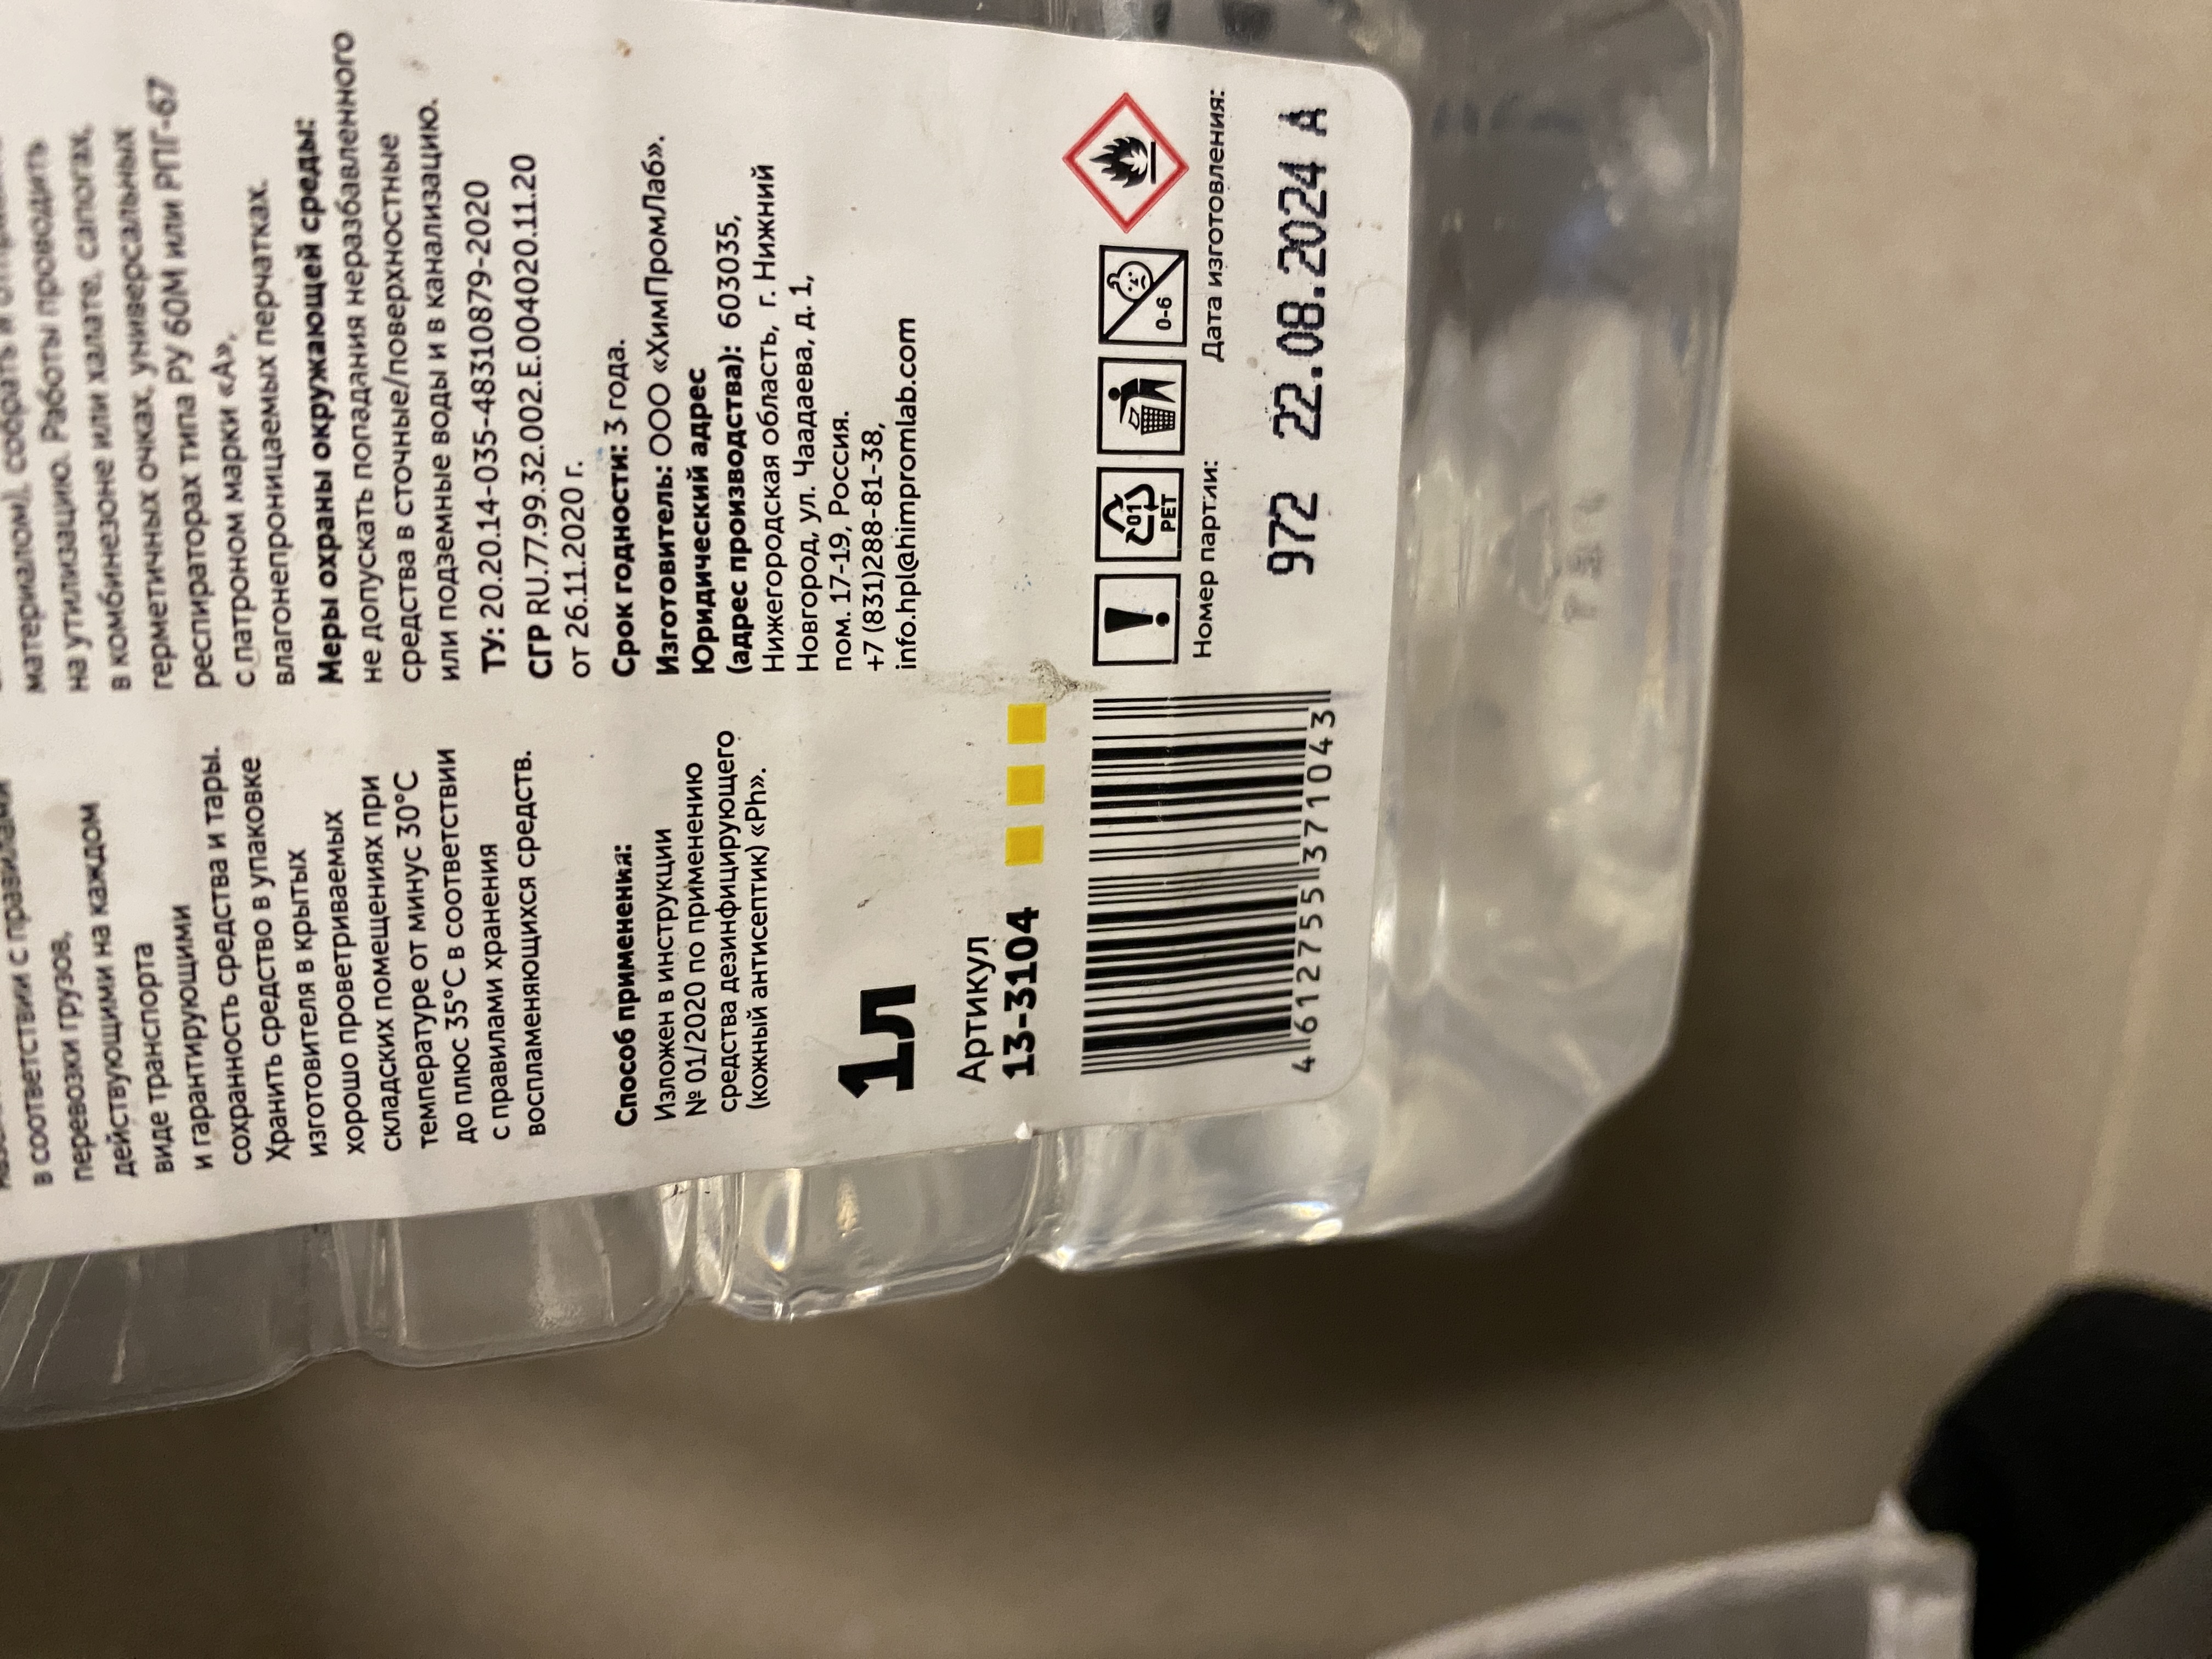 в соответствии с правилами
перевозки грузов,
действующими на каждом
виде транспорта
и гарантирующими
сохранность средства и тары.
Хранить средство в упаковке
изготовителя в крытых
хорошо проветриваемых
складских помещениях при
температуре от минус 30°C
до плюс 35°C в соответствии
с правилами хранения
воспламеняющихся средств.
Способ применения:
Изложен в инструкции
№ 01/2020 по применению
средства дезинфицирующего
(кожный антисептик) «Ph».
1л
Артикул
13-3104
4 612755 371043
материалом), собрать и
на утилизацию. Работы проводить
в комбинезоне или халате, сапогах,
герметичных очках, универсальных
респираторах типа РУ 60М или РПГ-67
с патроном марки «А»,
влагонепроницаемых перчатках.
Меры охраны окружающей среды:
не допускать попадания неразбавленного
средства в сточные/поверхностные
или подземные воды и в канализацию.
ТУ: 20.20.14-035-48310879-2020
СГР RU.77.99.32.002.E.004020.11.20
от 26.11.2020 г.
Срок годности: 3 года.
Изготовитель: ООО «ХимПромЛаб».
Юридический адрес
(адрес производства): 603035,
Нижегородская область, г. Нижний
Новгород, ул. Чаадаева, д. 1,
пом. 17-19, Россия.
+7 (831)288-81-38,
info.hpl@himpromlab.com
01
PET
0-6
Номер партии: Дата изготовления:
972 22.08.2024 A